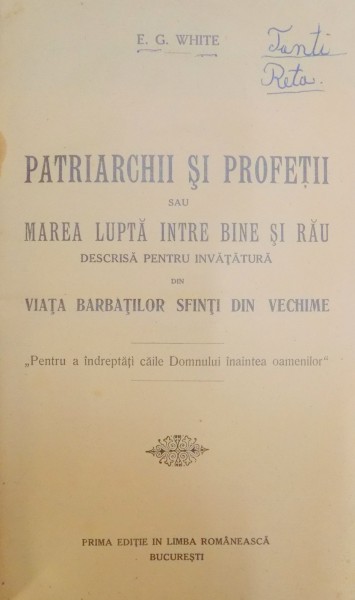 E. G. WHITE
Tanti
Reta.
PATRIARCHII ŞI PROFEŢII
SAU
MAREA LUPTĂ INTRE BINE ŞI RĂU
DESCRISĂ PENTRU INVĂŢĂTURĂ
DIN
VIAŢA BARBAŢILOR SFINŢI DIN VECHIME
„Pentru a îndreptăţi căile Domnului înaintea oamenilor“
PRIMA EDIŢIE IN LIMBA ROMÂNEASCĂ
BUCUREŞTI